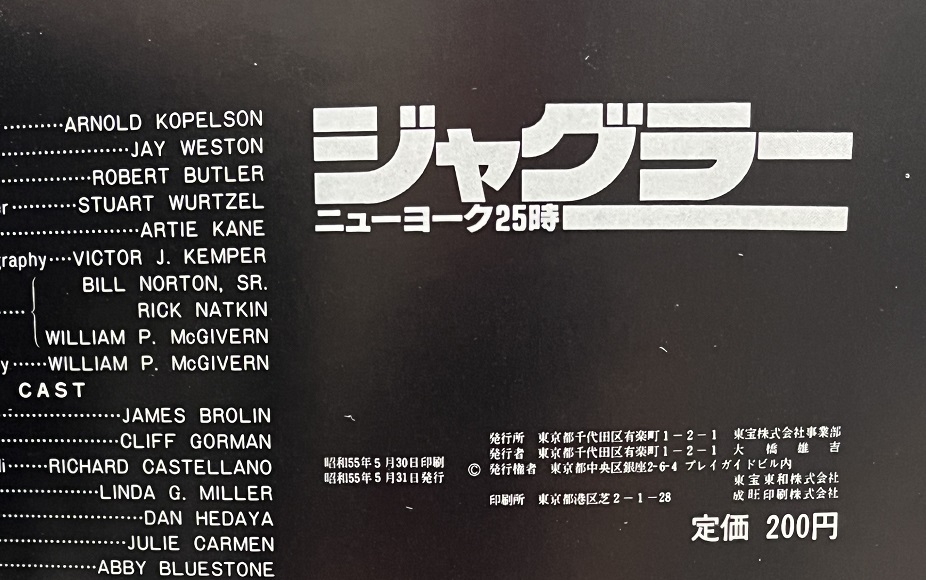 ············ARNOLD KOPELSON
························JAY WESTON
··················ROBERT BUTLER
er············STUART WURTZEL
··························ARTIE KANE
graphy····VICTOR J. KEMPER
BILL NORTON, SR.
RICK NATKIN
WILLIAM P. McGIVERN
y······WILLIAM P. McGIVERN
CAST
························JAMES BROLIN
························CLIFF GORMAN
di······RICHARD CASTELLANO
··················LINDA G. MILLER
··························DAN HEDAYA
························JULIE CARMEN
··················ABBY BLUESTONE
ジャグラー
ニューヨーク25時
昭和55年5月30日印刷
昭和55年5月31日発行
発行所 東京都千代田区有楽町1-2-1 東宝株式会社事業部
発行者 東京都千代田区有楽町1-2-1 大橋雄吉
© 発行権者 東京都中央区銀座2-6-4 プレイガイドビル内
東宝東和株式会社
印刷所 東京都港区芝2-1-28 成旺印刷株式会社
定価 200円